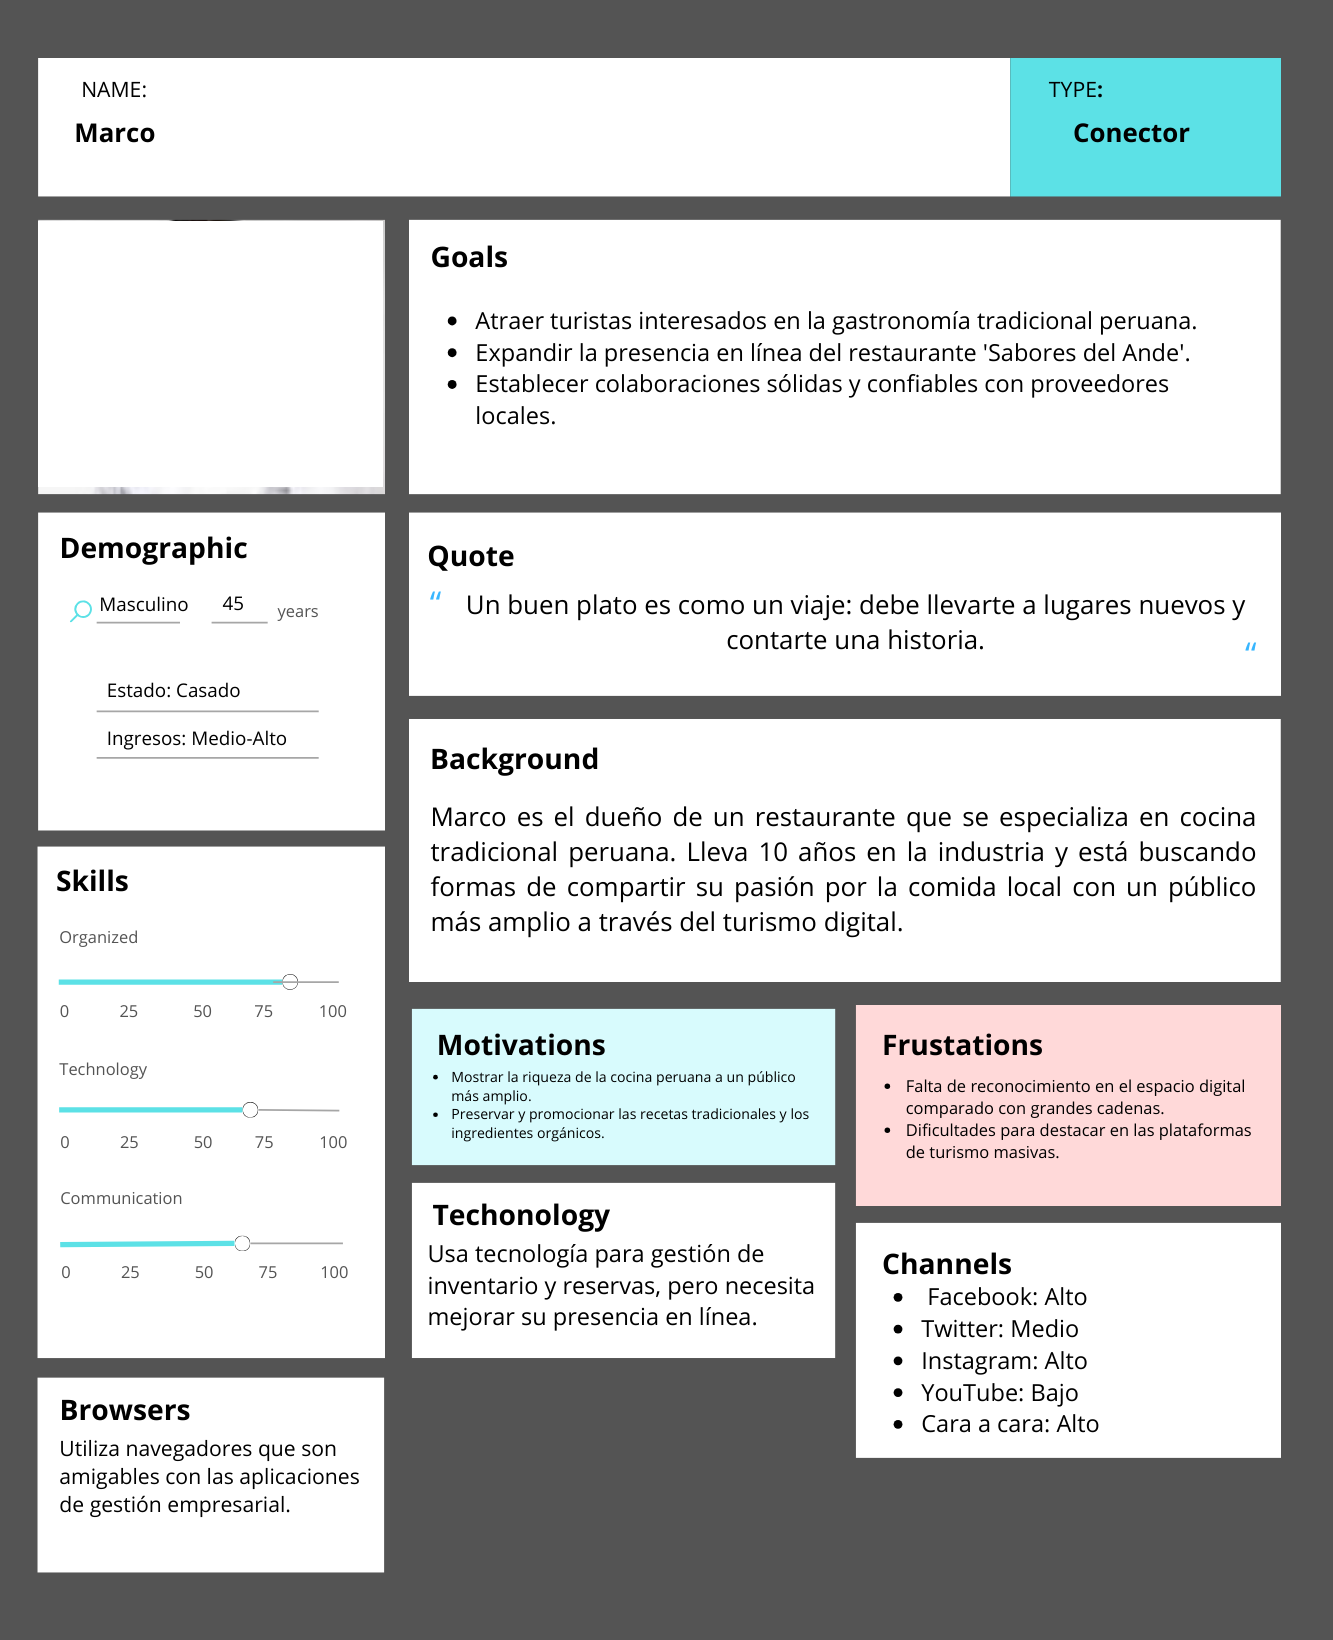 NAME:
Marco
TYPE:
Conector
Goals
• Atraer turistas interesados en la gastronomía tradicional peruana.
• Expandir la presencia en línea del restaurante 'Sabores del Ande'.
• Establecer colaboraciones sólidas y confiables con proveedores
locales.
Demographic
Masculino 45 years
Estado: Casado
Ingresos: Medio-Alto
Quote
“ Un buen plato es como un viaje: debe llevarte a lugares nuevos y
contarte una historia. “
Background
Marco es el dueño de un restaurante que se especializa en cocina
tradicional peruana. Lleva 10 años en la industria y está buscando
formas de compartir su pasión por la comida local con un público
más amplio a través del turismo digital.
Skills
Organized
0 25 50 75 100
Technology
0 25 50 75 100
Communication
0 25 50 75 100
Motivations
• Mostrar la riqueza de la cocina peruana a un público
más amplio.
• Preservar y promocionar las recetas tradicionales y los
ingredientes orgánicos.
Frustations
• Falta de reconocimiento en el espacio digital
comparado con grandes cadenas.
• Dificultades para destacar en las plataformas
de turismo masivas.
Techonology
Usa tecnología para gestión de
inventario y reservas, pero necesita
mejorar su presencia en línea.
Channels
• Facebook: Alto
• Twitter: Medio
• Instagram: Alto
• YouTube: Bajo
• Cara a cara: Alto
Browsers
Utiliza navegadores que son
amigables con las aplicaciones
de gestión empresarial.